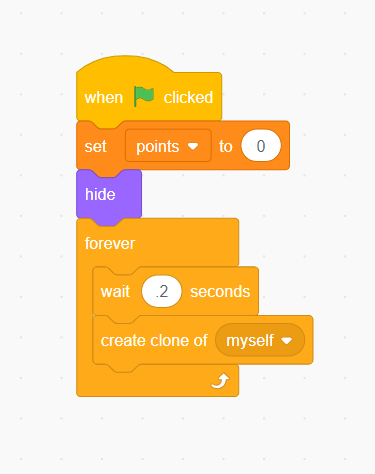 when clicked
set points to 0
hide
forever
wait .2 seconds
create clone of myself